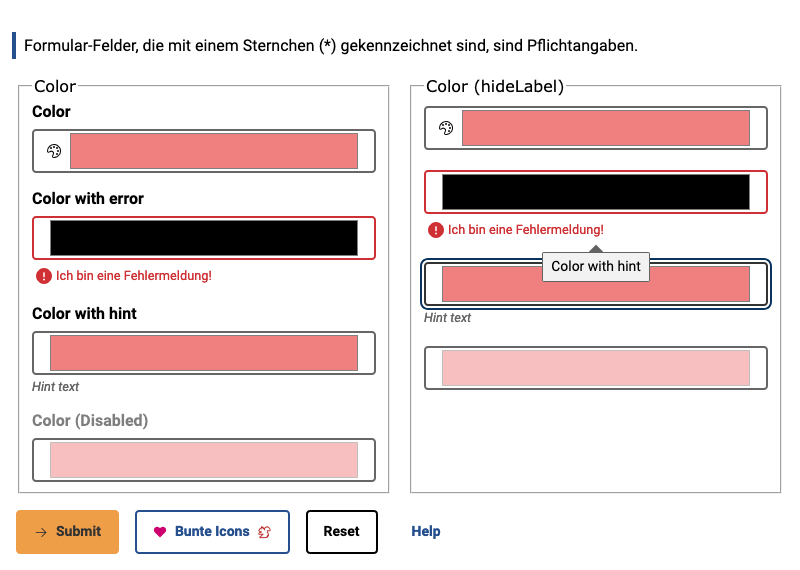 Formular-Felder, die mit einem Sternchen (*) gekennzeichnet sind, sind Pflichtangaben.
Color
Color
Color with error
Ich bin eine Fehlermeldung!
Color with hint
Hint text
Color (Disabled)
Color (hideLabel)
Ich bin eine Fehlermeldung!
Color with hint
Hint text
Submit
Bunte Icons
Reset
Help